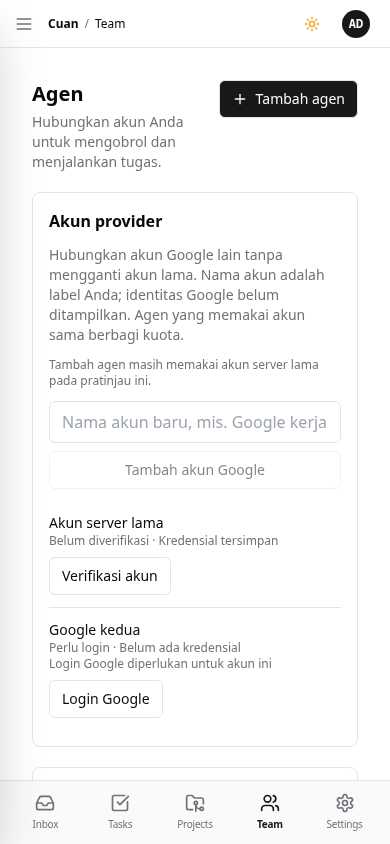 Cuan / Team
AD
Agen
Tambah agen
Hubungkan akun Anda
untuk mengobrol dan
menjalankan tugas.
Akun provider
Hubungkan akun Google lain tanpa
mengganti akun lama. Nama akun adalah
label Anda; identitas Google belum
ditampilkan. Agen yang memakai akun
sama berbagi kuota.
Tambah agen masih memakai akun server lama
pada pratinjau ini.
Nama akun baru, mis. Google kerja
Tambah akun Google
Akun server lama
Belum diverifikasi · Kredensial tersimpan
Verifikasi akun
Google kedua
Perlu login · Belum ada kredensial
Login Google diperlukan untuk akun ini
Login Google
Inbox
Tasks
Projects
Team
Settings